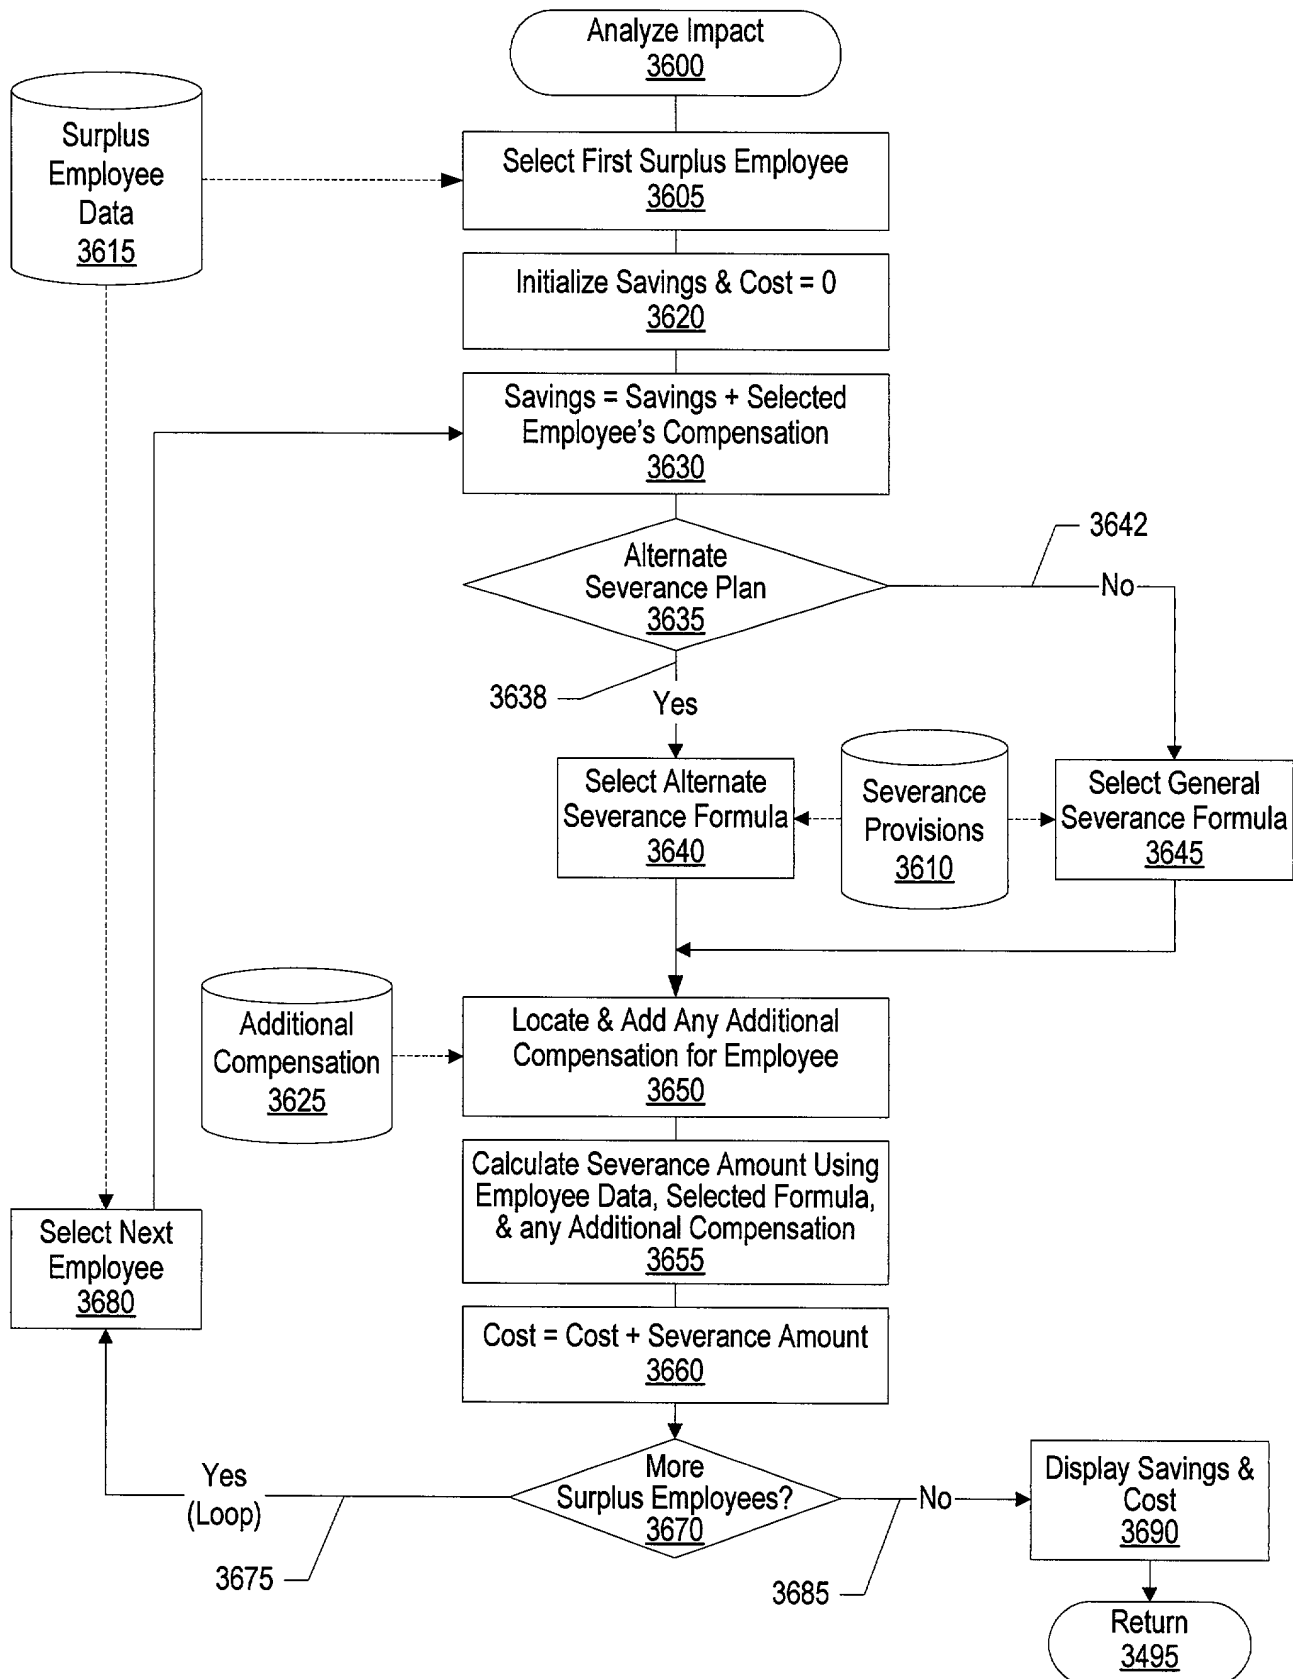 Analyze Impact
3600
Surplus
Employee
Data
3615
Select First Surplus Employee
3605
Initialize Savings & Cost = 0
3620
Savings = Savings + Selected
Employee's Compensation
3630
Alternate
Severance Plan
3635
3642
No
3638
Yes
Select Alternate
Severance Formula
3640
Severance
Provisions
3610
Select General
Severance Formula
3645
Additional
Compensation
3625
Locate & Add Any Additional
Compensation for Employee
3650
Calculate Severance Amount Using
Employee Data, Selected Formula,
& any Additional Compensation
3655
Select Next
Employee
3680
Cost = Cost + Severance Amount
3660
More
Surplus Employees?
3670
Yes
(Loop)
3675
No
3685
Display Savings &
Cost
3690
Return
3495